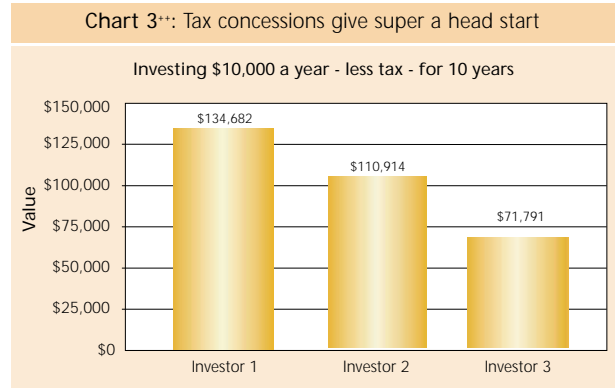 Chart 3++: Tax concessions give super a head start
Investing $10,000 a year - less tax - for 10 years
Value
$150,000
$125,000
$100,000
$75,000
$50,000
$25,000
$0
$134,682
$110,914
$71,791
Investor 1 Investor 2 Investor 3